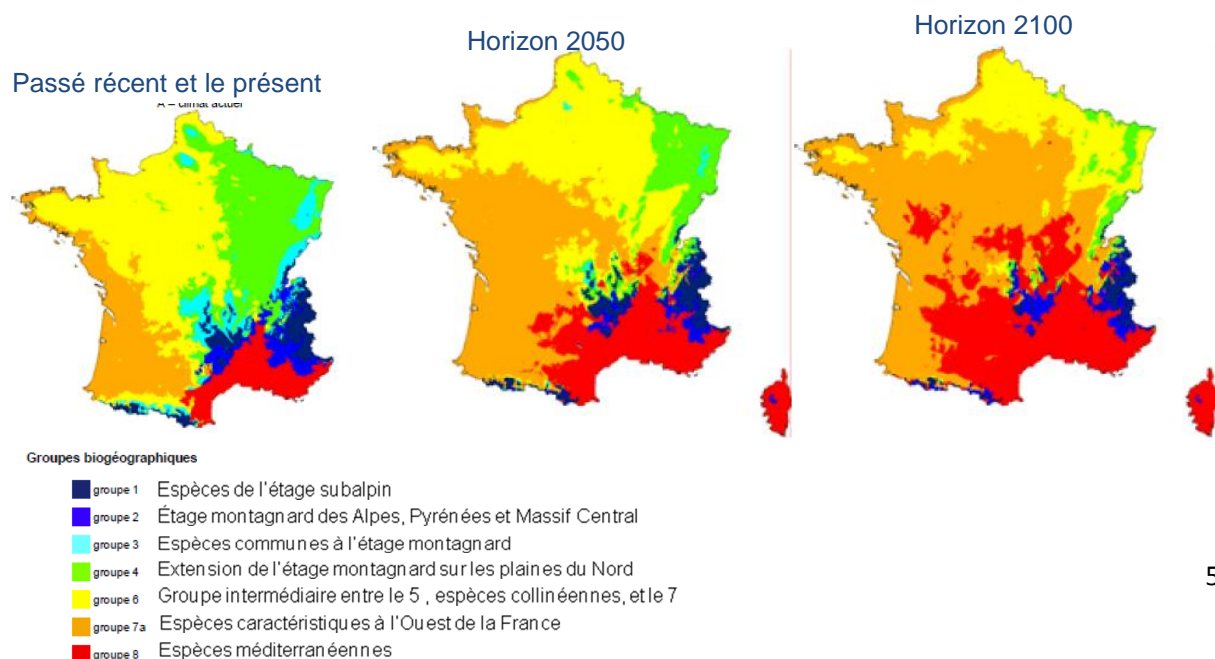 Horizon 2100
Horizon 2050
Passé récent et le présent
A = climat actuel
Groupes biogéographiques
groupe 1 Espèces de l'étage subalpin
groupe 2 Étage montagnard des Alpes, Pyrénées et Massif Central
groupe 3 Espèces communes à l'étage montagnard
groupe 4 Extension de l'étage montagnard sur les plaines du Nord
groupe 6 Groupe intermédiaire entre le 5 , espèces collinéennes, et le 7
groupe 7a Espèces caractéristiques à l'Ouest de la France
groupe 8 Espèces méditerranéennes
5